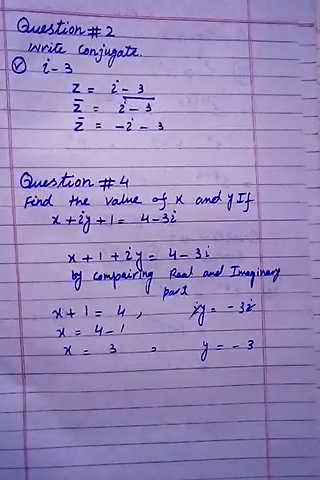 Question #2
Write Conjugate.
(v) i - 3
Z = i - 3
Z̄ = \overline{i - 3}
Z̄ = -i - 3
Question #4
Find the value of x and y If
x + iy + 1 = 4 - 3i
x + 1 + iy = 4 - 3i
by compairing Real and Imaginary
part
x + 1 = 4 , iy = -3i
x = 4 - 1
x = 3 , y = -3